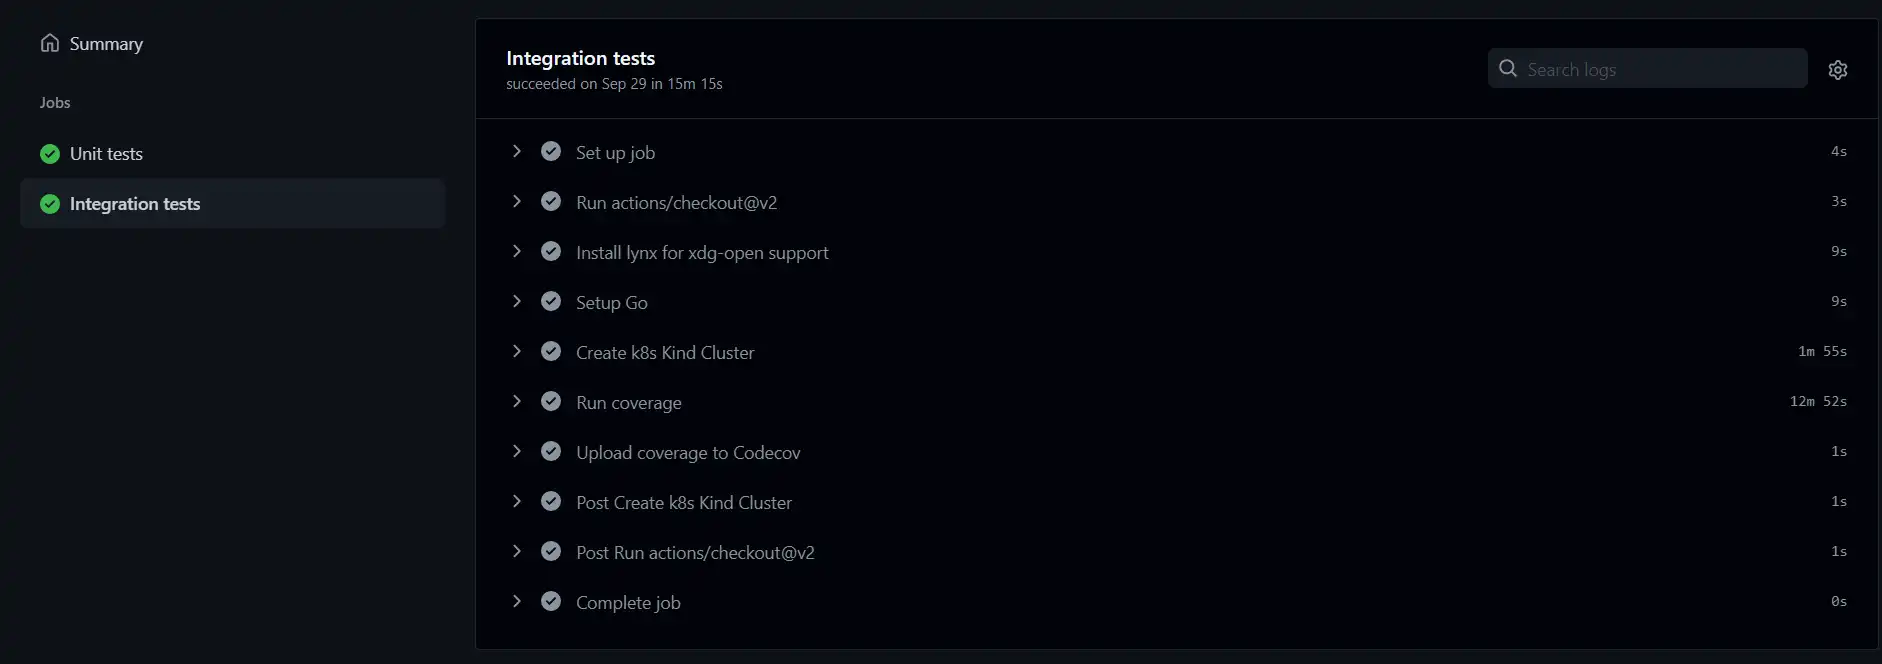 Summary
Jobs
Unit tests
Integration tests
Integration tests
succeeded on Sep 29 in 15m 15s
Search logs
Set up job 4s
Run actions/checkout@v2 3s
Install lynx for xdg-open support 9s
Setup Go 9s
Create k8s Kind Cluster 1m 55s
Run coverage 12m 52s
Upload coverage to Codecov 1s
Post Create k8s Kind Cluster 1s
Post Run actions/checkout@v2 1s
Complete job 0s